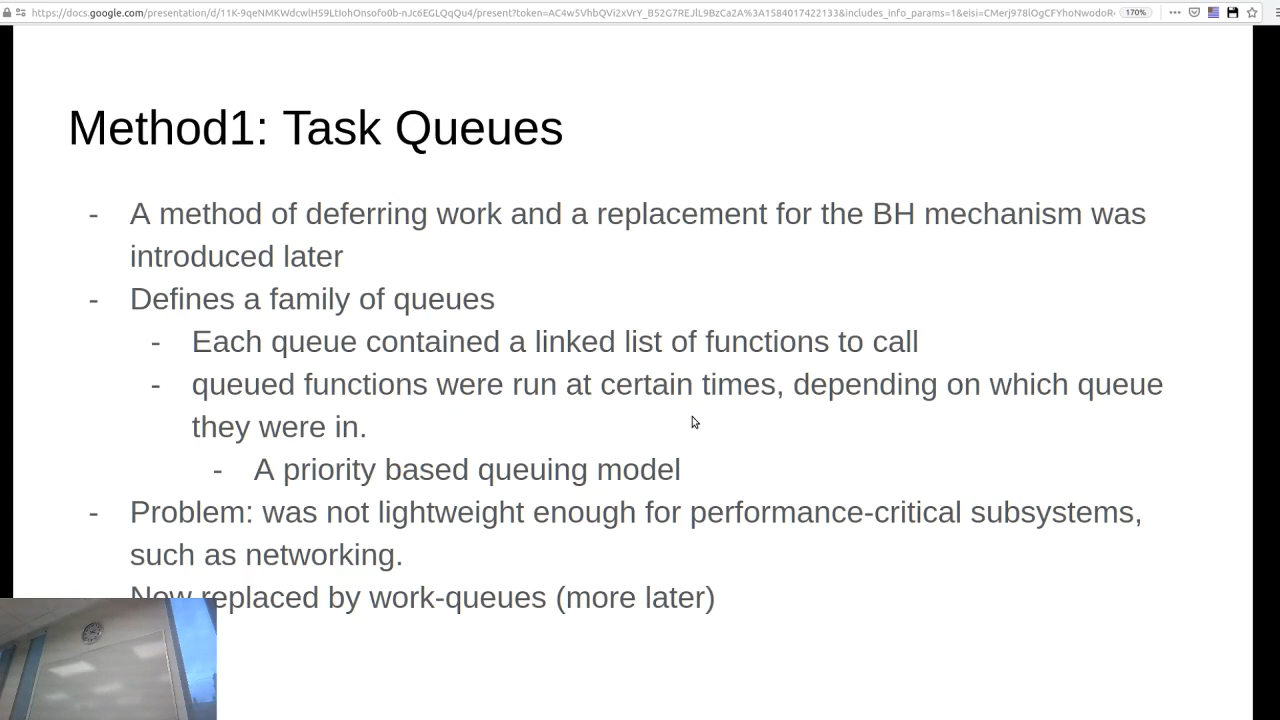 170%
Method1: Task Queues
- A method of deferring work and a replacement for the BH mechanism was
introduced later
- Defines a family of queues
- Each queue contained a linked list of functions to call
- queued functions were run at certain times, depending on which queue
they were in.
- A priority based queuing model
- Problem: was not lightweight enough for performance-critical subsystems,
such as networking.
Now replaced by work-queues (more later)